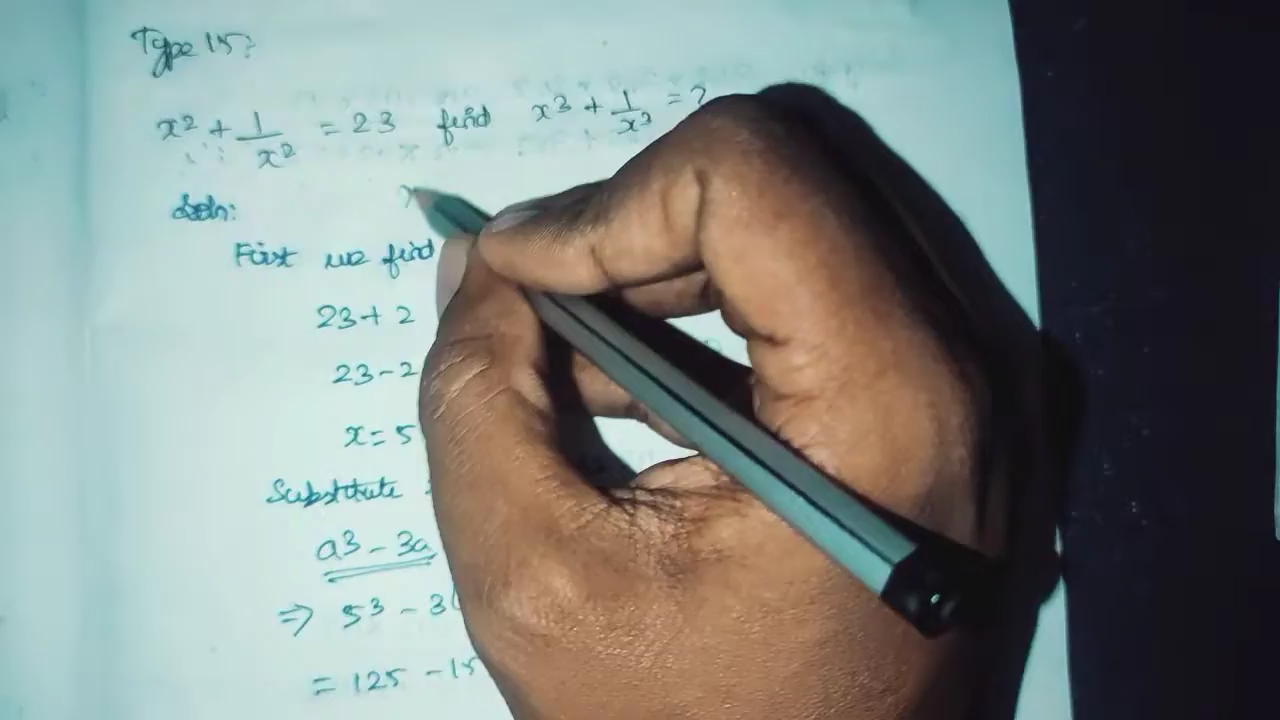 Type 15:
x² + 1/x² = 23 find x³ + 1/x³ = ?
Soln:
First we find
23 + 2
23 - 2
x = 5
Substitute
a³ - 3a
⇒ 5³ - 3(
= 125 - 15